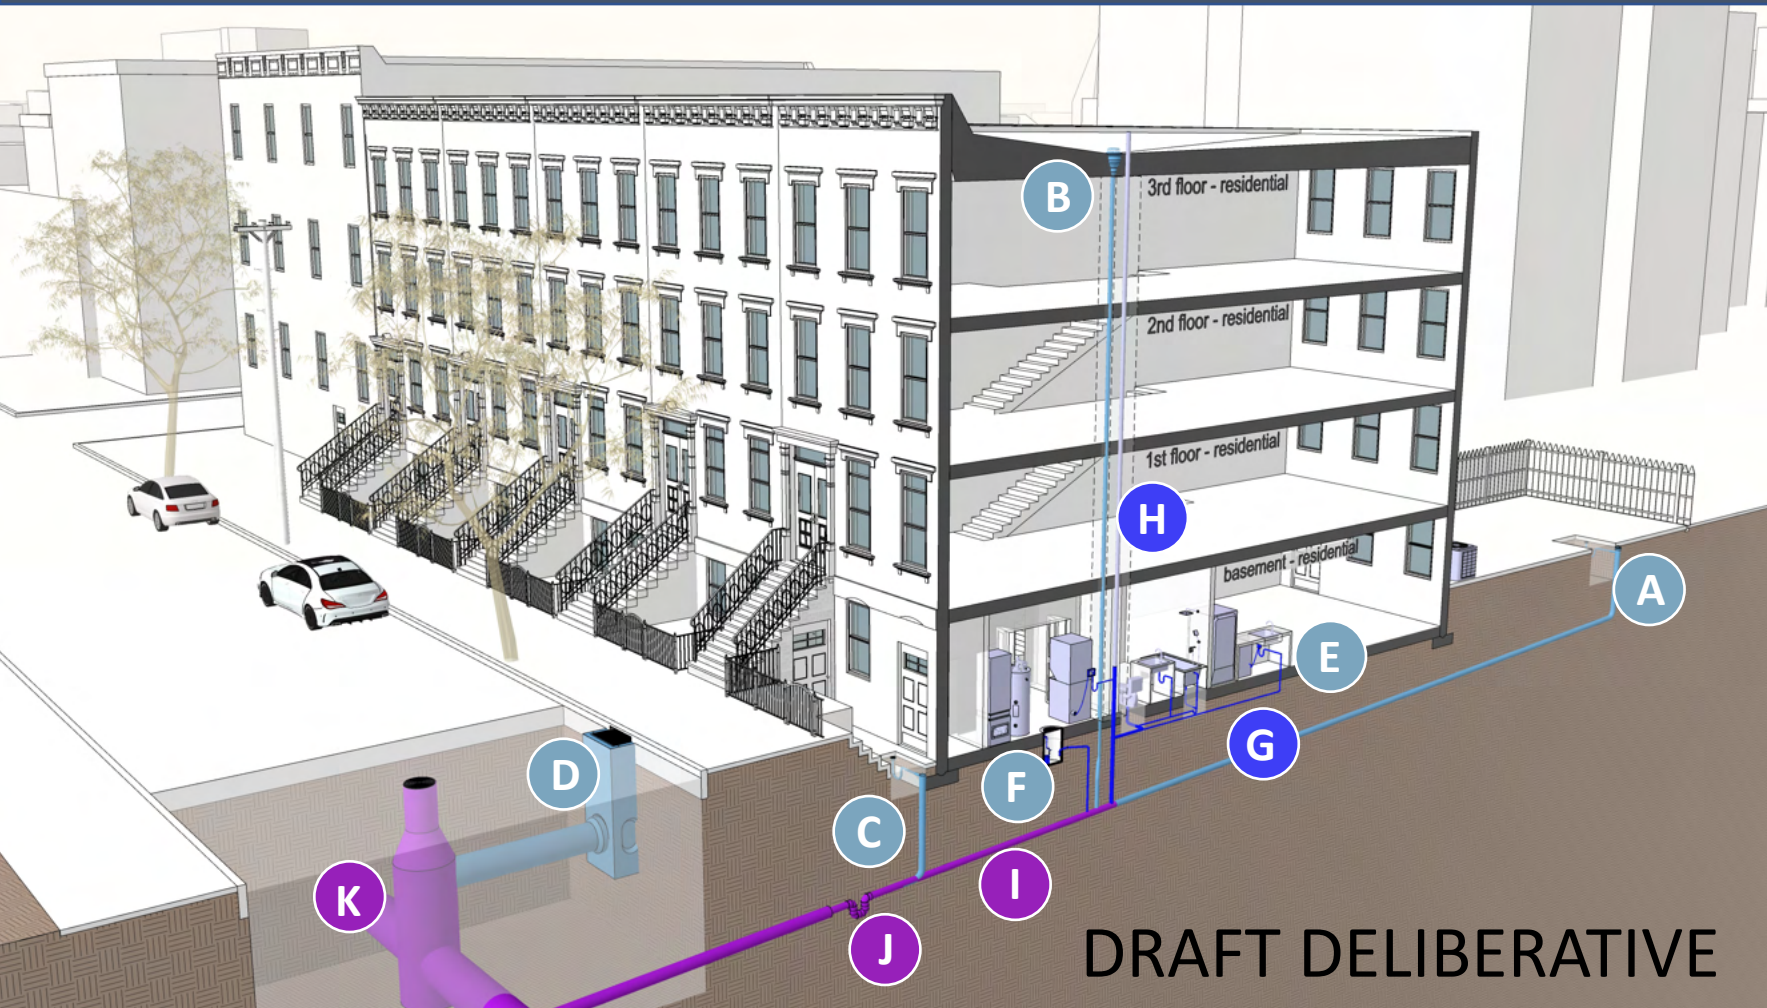 B
3rd floor - residential
2nd floor - residential
1st floor - residential
H
basement - residential
A
E
G
D
F
C
K
I
J
DRAFT DELIBERATIVE